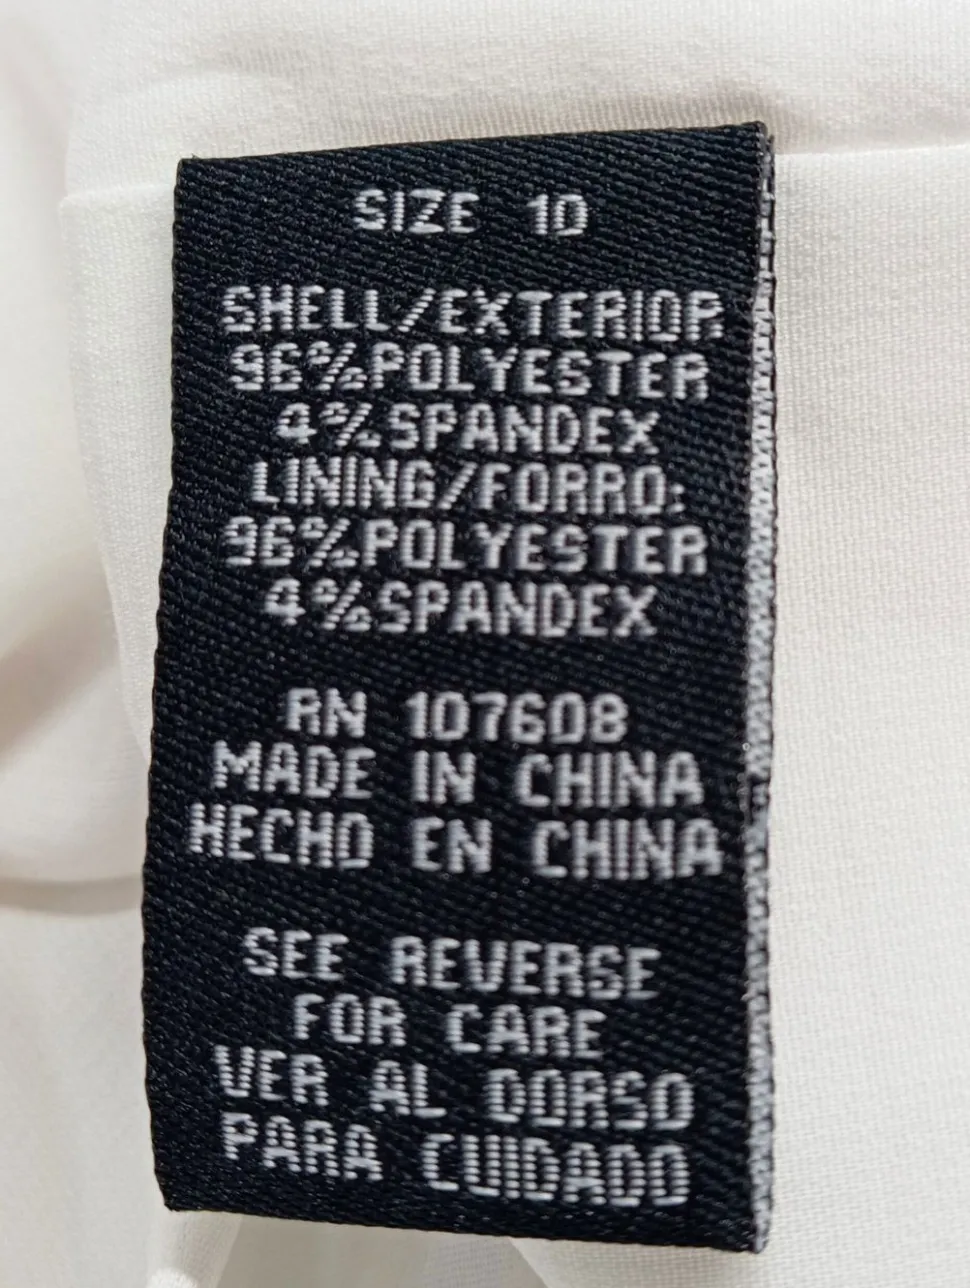 SIZE 10
SHELL/EXTERIOR
96%POLYESTER
4%SPANDEX
LINING/FORRO:
96%POLYESTER
4%SPANDEX
RN 107608
MADE IN CHINA
HECHO EN CHINA
SEE REVERSE
FOR CARE
VER AL DORSO
PARA CUIDADO